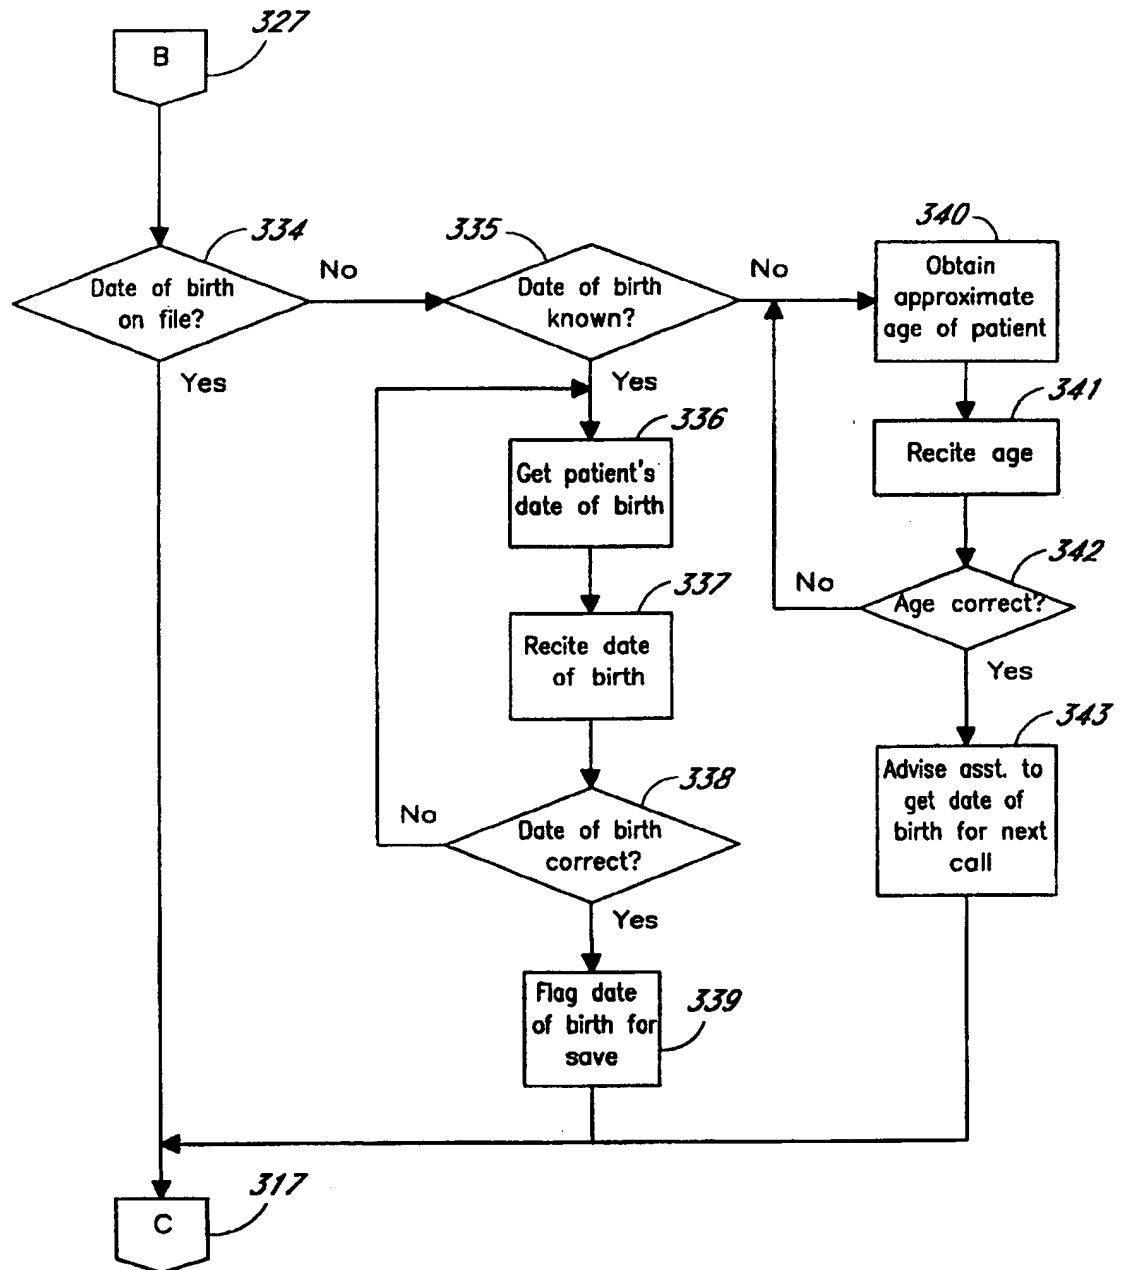 327
B
334
Date of birth
on file?
No
Yes
335
Date of birth
known?
No
Yes
340
Obtain
approximate
age of patient
341
Recite age
342
Age correct?
No
Yes
343
Advise asst. to
get date of
birth for next
call
336
Get patient's
date of birth
337
Recite date
of birth
338
Date of birth
correct?
No
Yes
339
Flag date
of birth for
save
317
C